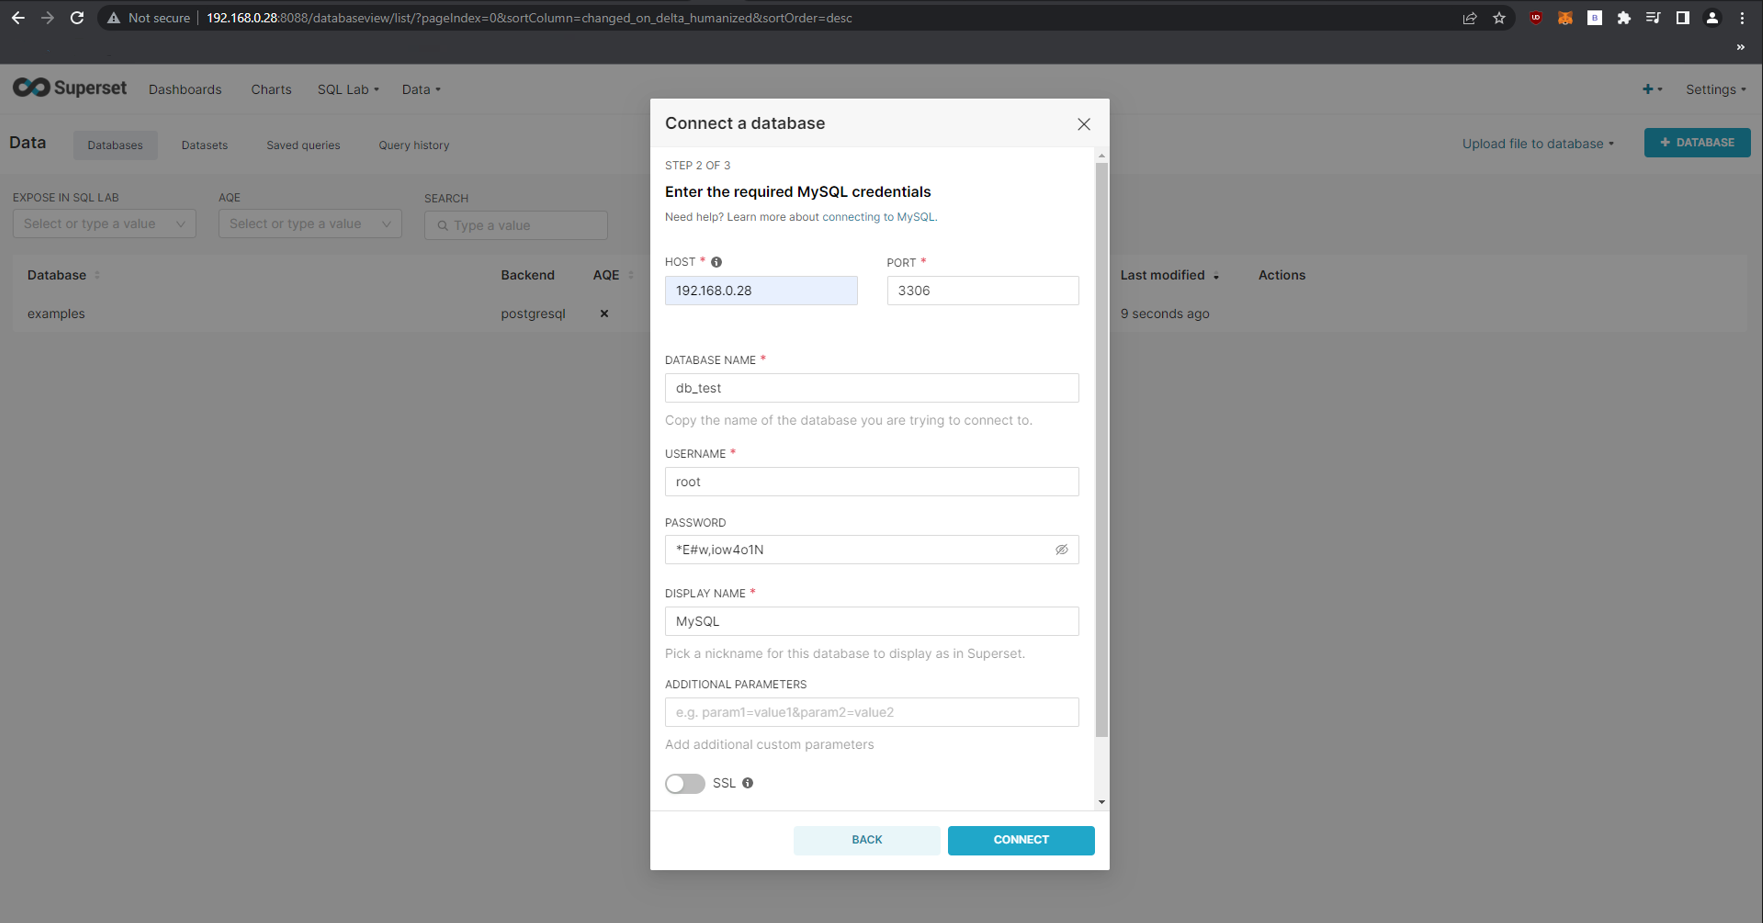 Not secure | 192.168.0.28:8088/databaseview/list/?pageIndex=0&sortColumn=changed_on_delta_humanized&sortOrder=desc
»
Superset Dashboards Charts SQL Lab Data Settings
Data Databases Datasets Saved queries Query history Upload file to database + DATABASE
EXPOSE IN SQL LAB AQE SEARCH
Select or type a value Select or type a value Type a value
Database Backend AQE Last modified Actions
examples postgresql × 9 seconds ago
Connect a database
STEP 2 OF 3
Enter the required MySQL credentials
Need help? Learn more about connecting to MySQL.
HOST * PORT *
192.168.0.28 3306
DATABASE NAME *
db_test
Copy the name of the database you are trying to connect to.
USERNAME *
root
PASSWORD
*E#w,iow4o1N
DISPLAY NAME *
MySQL
Pick a nickname for this database to display as in Superset.
ADDITIONAL PARAMETERS
e.g. param1=value1&param2=value2
Add additional custom parameters
SSL
BACK CONNECT